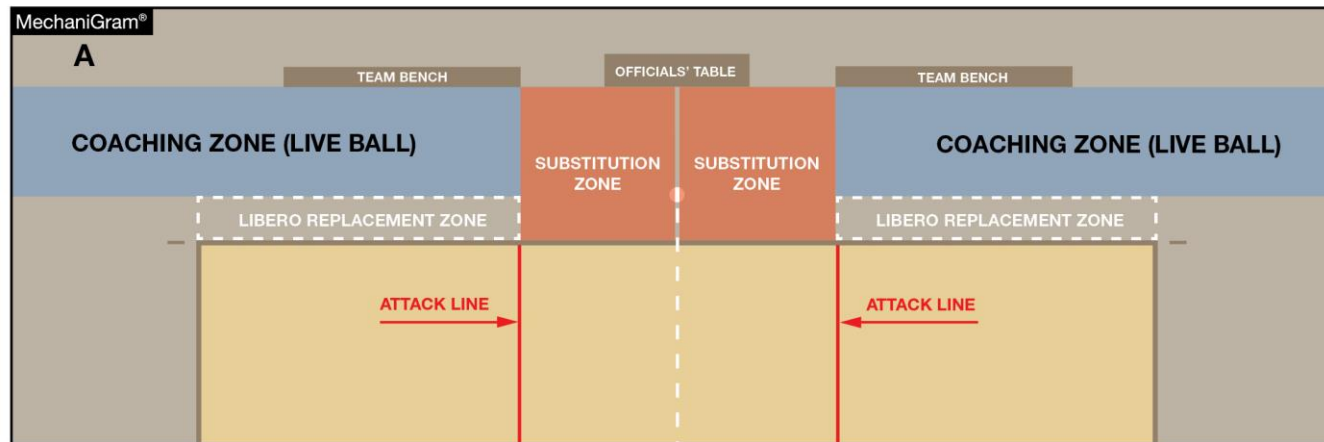 MechaniGram®
A
TEAM BENCH
OFFICIALS' TABLE
TEAM BENCH
COACHING ZONE (LIVE BALL)
SUBSTITUTION
ZONE
SUBSTITUTION
ZONE
COACHING ZONE (LIVE BALL)
LIBERO REPLACEMENT ZONE
LIBERO REPLACEMENT ZONE
ATTACK LINE
ATTACK LINE